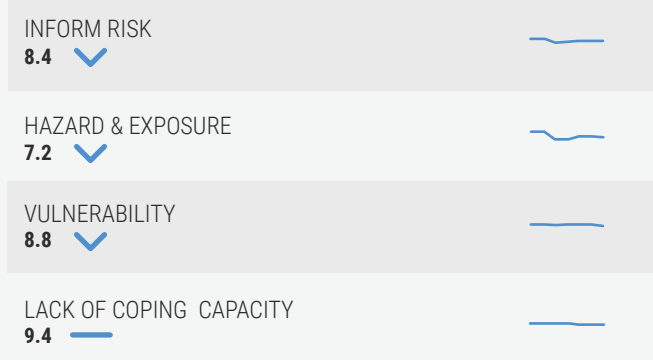 INFORM RISK
8.4
HAZARD & EXPOSURE
7.2
VULNERABILITY
8.8
LACK OF COPING CAPACITY
9.4